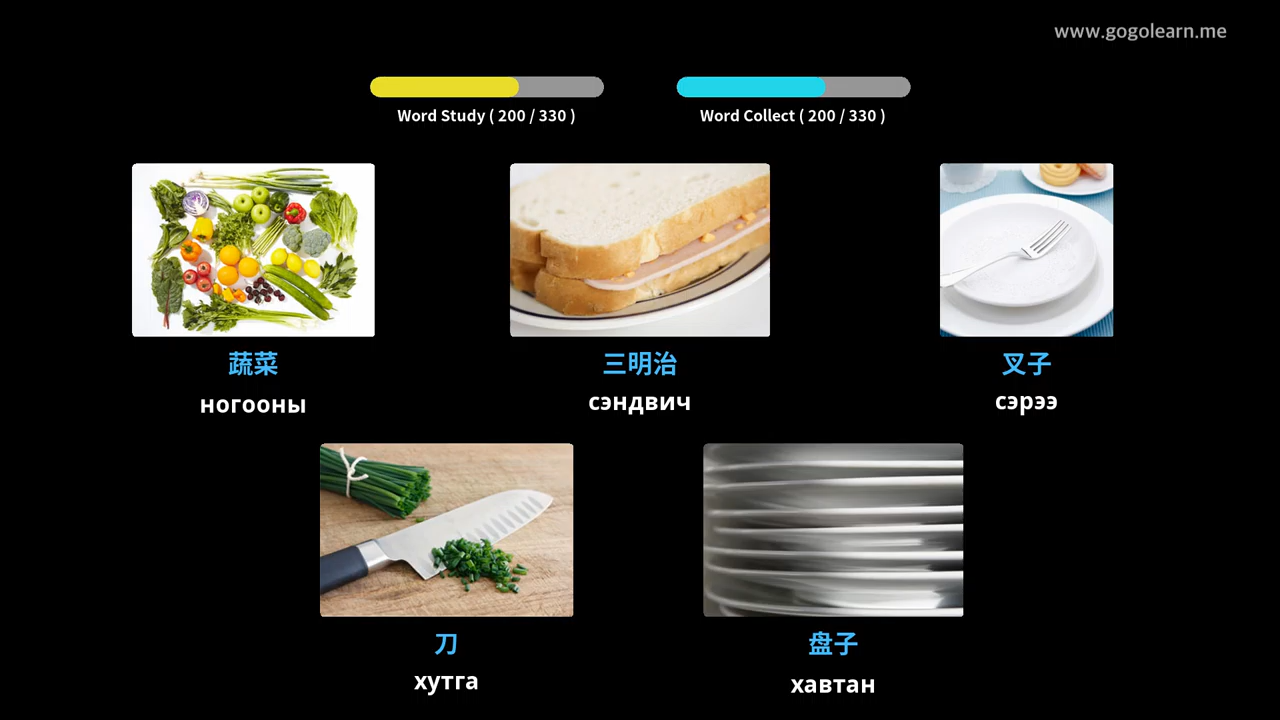 www.gogolearn.me
Word Study ( 200 / 330 )
Word Collect ( 200 / 330 )
蔬菜
ногооны
三明治
сэндвич
叉子
сэрээ
刀
хутга
盘子
хавтан